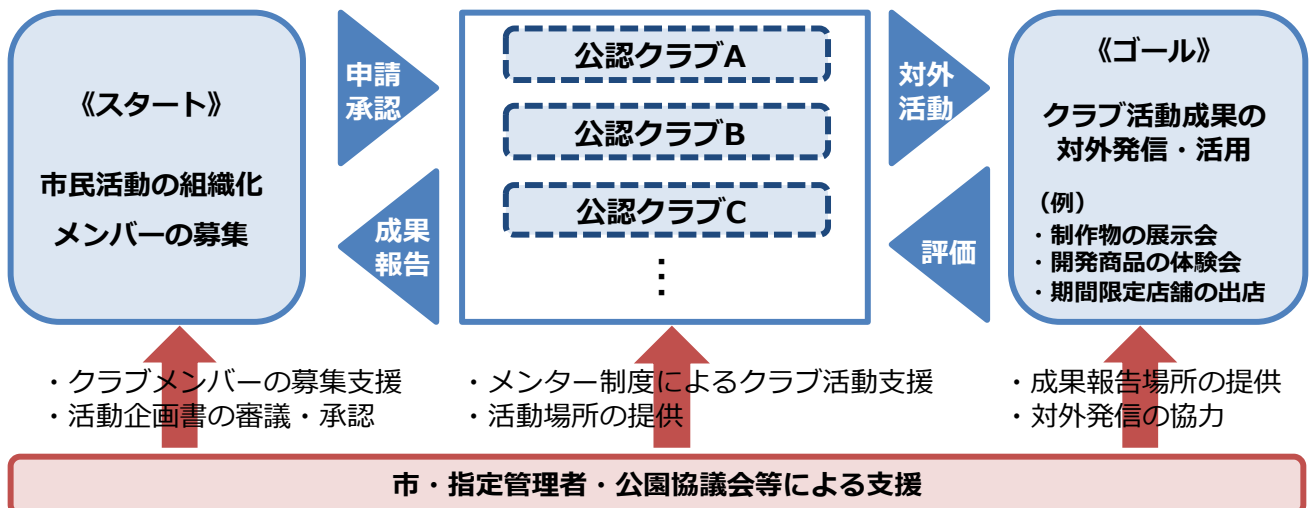 《スタート》
市民活動の組織化
メンバーの募集
申請
承認
成果
報告
公認クラブA
公認クラブB
公認クラブC
⋮
対外
活動
評価
《ゴール》
クラブ活動成果の
対外発信・活用
（例）
・制作物の展示会
・開発商品の体験会
・期間限定店舗の出店
・クラブメンバーの募集支援
・活動企画書の審議・承認
・メンター制度によるクラブ活動支援
・活動場所の提供
・成果報告場所の提供
・対外発信の協力
市・指定管理者・公園協議会等による支援